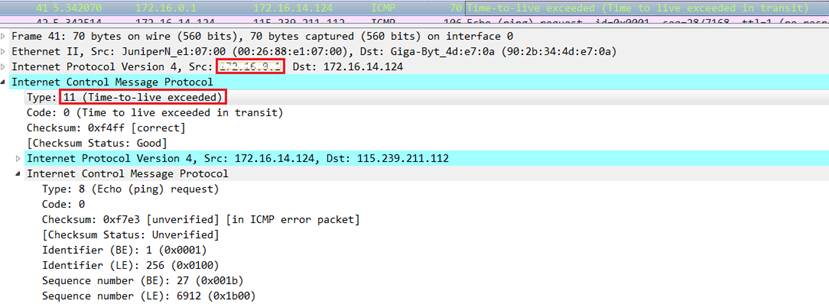 41 5.342070 172.16.0.1 172.16.14.124 ICMP 70 Time-to-live exceeded (Time to live exceeded in transit)
42 5.342514 172.16.14.124 115.239.211.112 ICMP 106 Echo (ping) request id=0x0001, seq=28/7168, ttl=1 (no resp
Frame 41: 70 bytes on wire (560 bits), 70 bytes captured (560 bits) on interface 0
Ethernet II, Src: JuniperN_e1:07:00 (00:26:88:e1:07:00), Dst: Giga-Byt_4d:e7:0a (90:2b:34:4d:e7:0a)
Internet Protocol Version 4, Src: 172.16.0.1 Dst: 172.16.14.124
Internet Control Message Protocol
Type: 11 (Time-to-live exceeded)
Code: 0 (Time to live exceeded in transit)
Checksum: 0xf4ff [correct]
[Checksum Status: Good]
Internet Protocol Version 4, Src: 172.16.14.124, Dst: 115.239.211.112
Internet Control Message Protocol
Type: 8 (Echo (ping) request)
Code: 0
Checksum: 0xf7e3 [unverified] [in ICMP error packet]
[Checksum Status: Unverified]
Identifier (BE): 1 (0x0001)
Identifier (LE): 256 (0x0100)
Sequence number (BE): 27 (0x001b)
Sequence number (LE): 6912 (0x1b00)